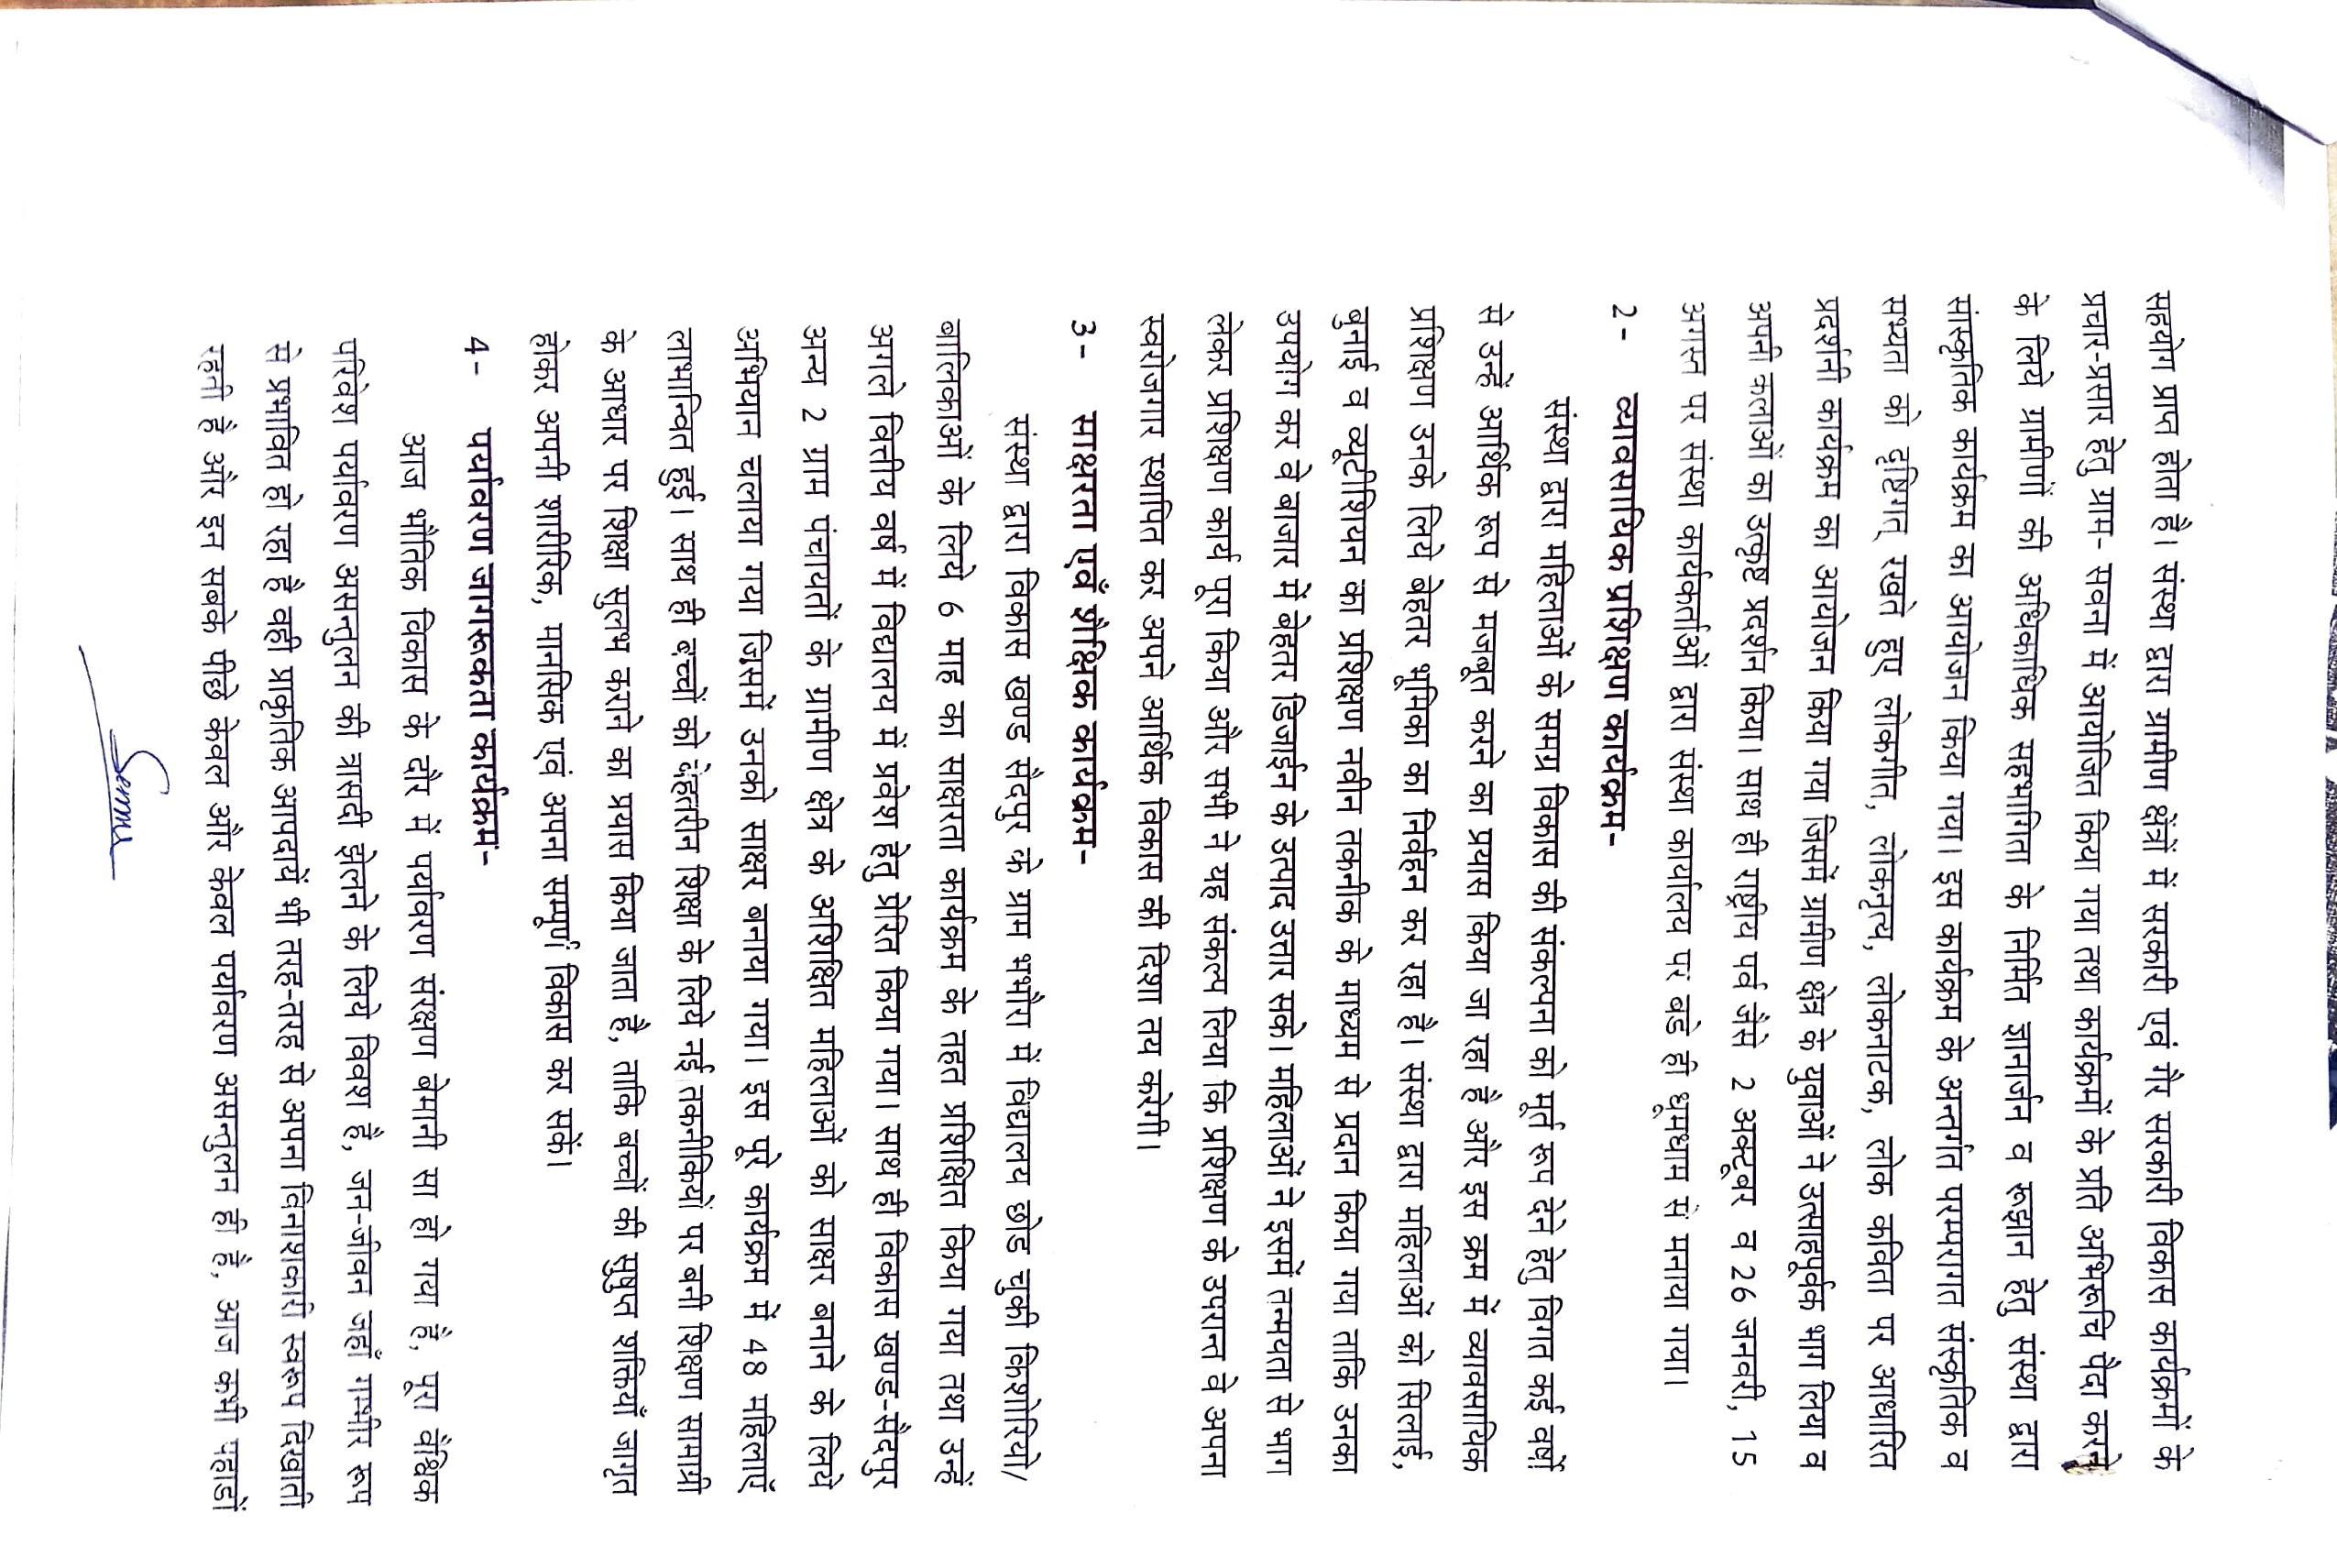 सहयोग प्राप्त होता है। संस्था द्वारा ग्रामीण क्षेत्रों में सरकारी एवं गैर सरकारी विकास कार्यक्रमों के
प्रचार-प्रसार हेतु ग्राम- सवना में आयोजित किया गया तथा कार्यक्रमों के प्रति अभिरूचि पैदा करने
के लिये ग्रामीणों की अधिकाधिक सहभागिता के निर्मित ज्ञानार्जन व रूझान हेतु संस्था द्वारा
सांस्कृतिक कार्यक्रम का आयोजन किया गया। इस कार्यक्रम के अन्तर्गत परम्परागत संस्कृतिक व
सभ्यता को दृष्टिगत् रखते हुए लोकगीत, लोकनृत्य, लोकनाटक, लोक कविता पर आधारित
प्रदर्शनी कार्यक्रम का आयोजन किया गया जिसमें ग्रामीण क्षेत्र के युवाओं ने उत्साहपूर्वक भाग लिया व
अपनी कलाओं का उत्कृष्ट प्रदर्शन किया। साथ ही राष्ट्रीय पर्व जैसे 2 अक्टूबर व 26 जनवरी, 15
अगस्त पर संस्था कार्यकर्ताओं द्वारा संस्था कार्यालय पर बडे ही धूमधाम से मनाया गया।
2- व्यावसायिक प्रशिक्षण कार्यक्रम-
संस्था द्वारा महिलाओं के समग्र विकास की संकल्पना को मूर्त रूप देने हेतु विगत कई वर्षों
से उन्हें आर्थिक रूप से मजबूत करने का प्रयास किया जा रहा है और इस क्रम में व्यावसायिक
प्रशिक्षण उनके लिये बेहतर भूमिका का निर्वहन कर रहा है। संस्था द्वारा महिलाओं को सिलाई,
बुनाई व ब्यूटीशियन का प्रशिक्षण नवीन तकनीक के माध्यम से प्रदान किया गया ताकि उनका
उपयोग कर वे बाजार में बेहतर डिजाईन के उत्पाद उतार सके। महिलाओं ने इसमें तन्मयता से भाग
लेकर प्रशिक्षण कार्य पूरा किया और सभी ने यह संकल्प लिया कि प्रशिक्षण के उपरान्त वे अपना
स्वरोजगार स्थापित कर अपने आर्थिक विकास की दिशा तय करेगी।
3- साक्षरता एवं शैक्षिक कार्यक्रम-
संस्था द्वारा विकास खण्ड सैदपुर के ग्राम भभौरा में विद्यालय छोड चुकी किशोरियो/
बालिकाओं के लिये 6 माह का साक्षरता कार्यक्रम के तहत प्रशिक्षित किया गया तथा उन्हें
अगले वित्तीय वर्ष में विद्यालय में प्रवेश हेतु प्रेरित किया गया। साथ ही विकास खण्ड-सैदपुर
अन्य 2 ग्राम पंचायतों के ग्रामीण क्षेत्र के अशिक्षित महिलाओं को साक्षर बनाने के लिये
अभियान चलाया गया जिसमें उनको साक्षर बनाया गया। इस पूरे कार्यक्रम में 48 महिलाएं
लाभान्वित हुई। साथ ही बच्चों को बेहतरीन शिक्षा के लिये नई तकनीकियों पर बनी शिक्षण सामाग्री
के आधार पर शिक्षा सुलभ कराने का प्रयास किया जाता है, ताकि बच्चों की सुषुप्त शक्तियाँ जागृत
होकर अपनी शारीरिक, मानसिक एवं अपना सम्पूर्ण विकास कर सकें।
4- पर्यावरण जागरूकता कार्यक्रम-
आज भौतिक विकास के दौर में पर्यावरण संरक्षण बेमानी सा हो गया है, पूरा वैश्विक
परिवेश पर्यावरण असन्तुलन की त्रासदी झेलने के लिये विवश है, जन-जीवन जहाँ गम्भीर रूप
से प्रभावित हो रहा है वही प्राकृतिक आपदायें भी तरह-तरह से अपना विनाशकारी स्वरूप दिखाती
रहती है और इन सबके पीछे केवल और केवल पर्यावरण असन्तुलन ही है, आज कभी पहाडों